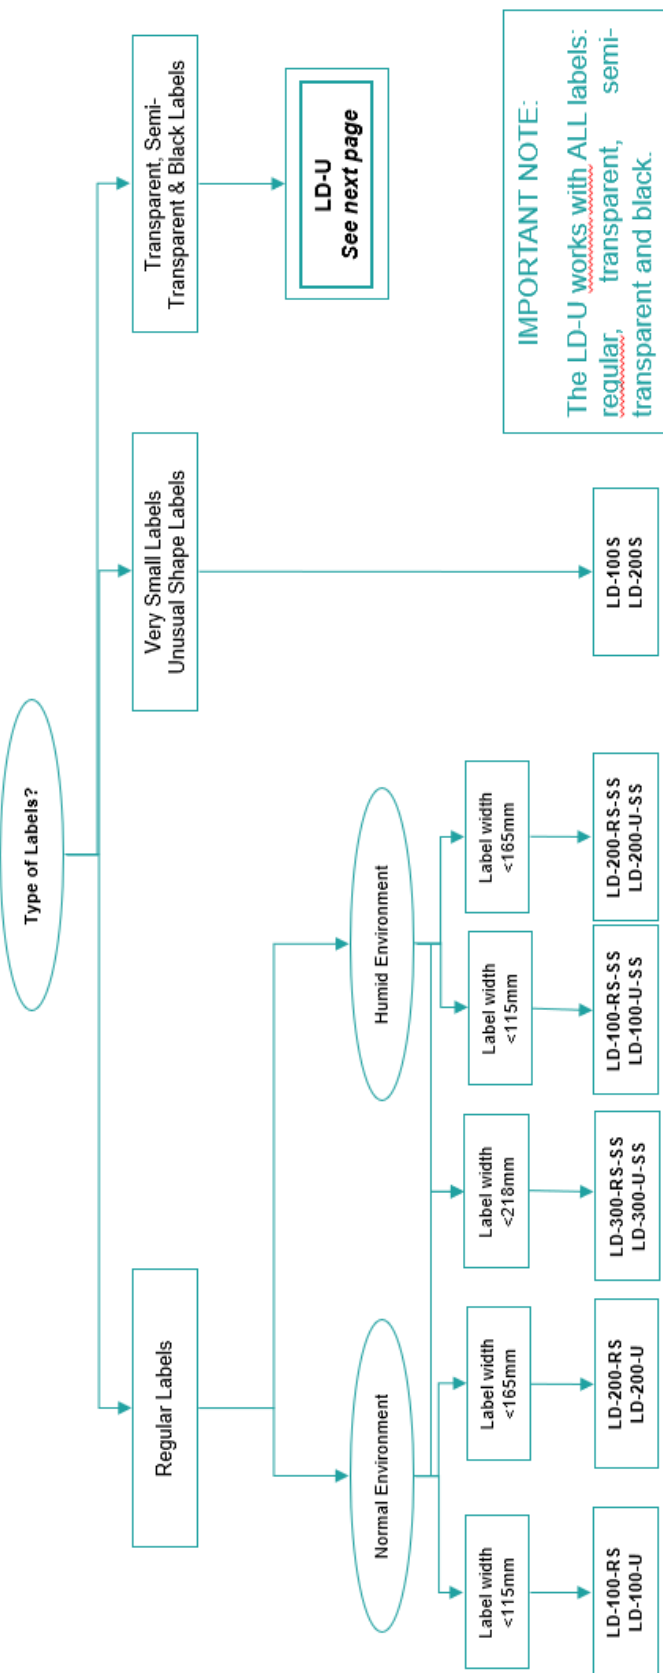 Type of Labels?
Regular Labels
Very Small Labels
Unusual Shape Labels
Transparent, Semi-
Transparent & Black Labels
LD-U
See next page
Normal Environment
Humid Environment
Label width
<115mm
Label width
<165mm
Label width
<218mm
Label width
<115mm
Label width
<165mm
LD-100-RS
LD-100-U
LD-200-RS
LD-200-U
LD-300-RS-SS
LD-300-U-SS
LD-100-RS-SS
LD-100-U-SS
LD-200-RS-SS
LD-200-U-SS
LD-100S
LD-200S
IMPORTANT NOTE:
The LD-U works with ALL labels:
regular, transparent, semi-
transparent and black.